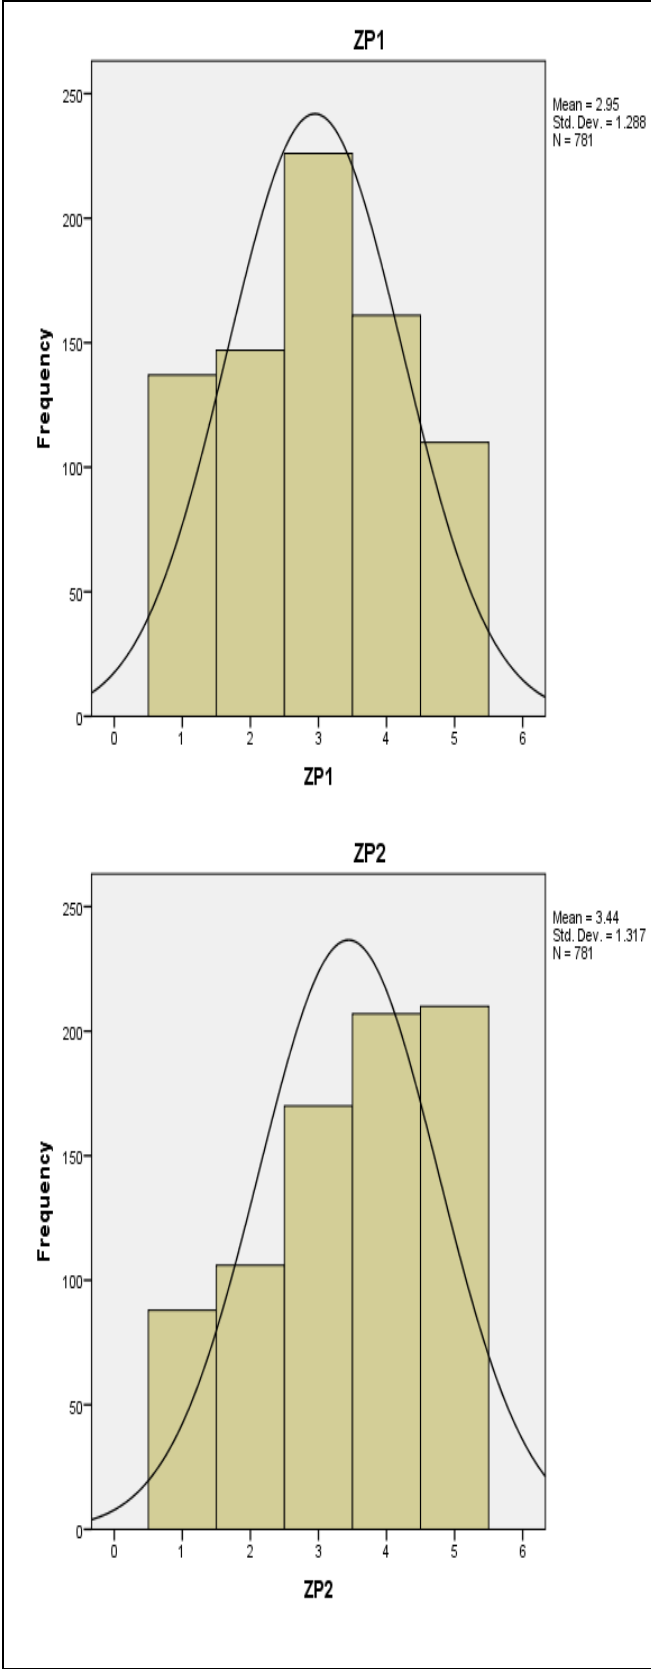 ZP1
Mean = 2.95
Std. Dev. = 1.288
N = 781
250
200
150
100
50
0
Frequency
0 1 2 3 4 5 6
ZP1
ZP2
Mean = 3.44
Std. Dev. = 1.317
N = 781
250
200
150
100
50
0
Frequency
0 1 2 3 4 5 6
ZP2